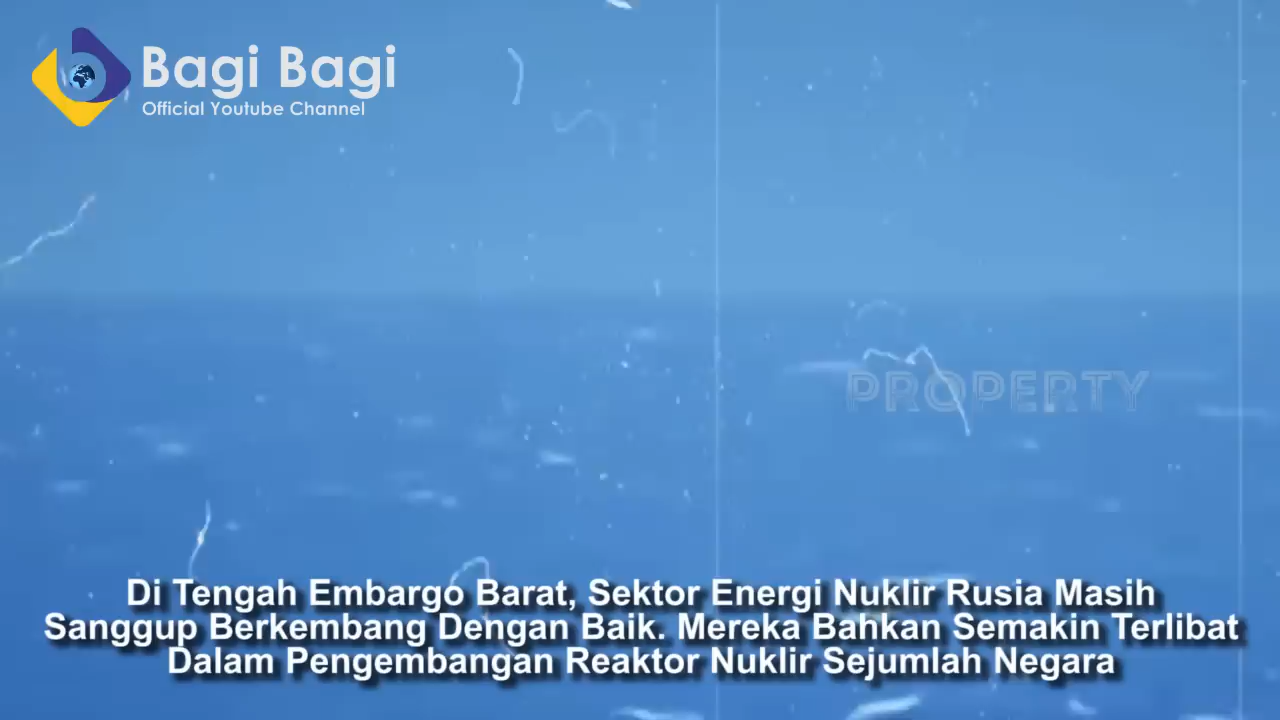 Bagi Bagi
Official Youtube Channel
PROPERTY
Di Tengah Embargo Barat, Sektor Energi Nuklir Rusia Masih
Sanggup Berkembang Dengan Baik. Mereka Bahkan Semakin Terlibat
Dalam Pengembangan Reaktor Nuklir Sejumlah Negara